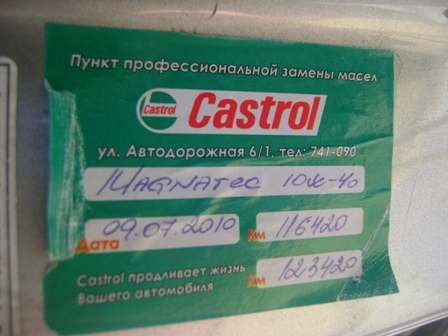 Пункт профессиональной замены масел
Castrol Castrol
ул. Автодорожная 6/1. тел: 741-090
MAGNATEC 10W-40
09.07.2010 Км 116420
Дата
Castrol продливает жизнь Км 123420
Вашего автомобиля